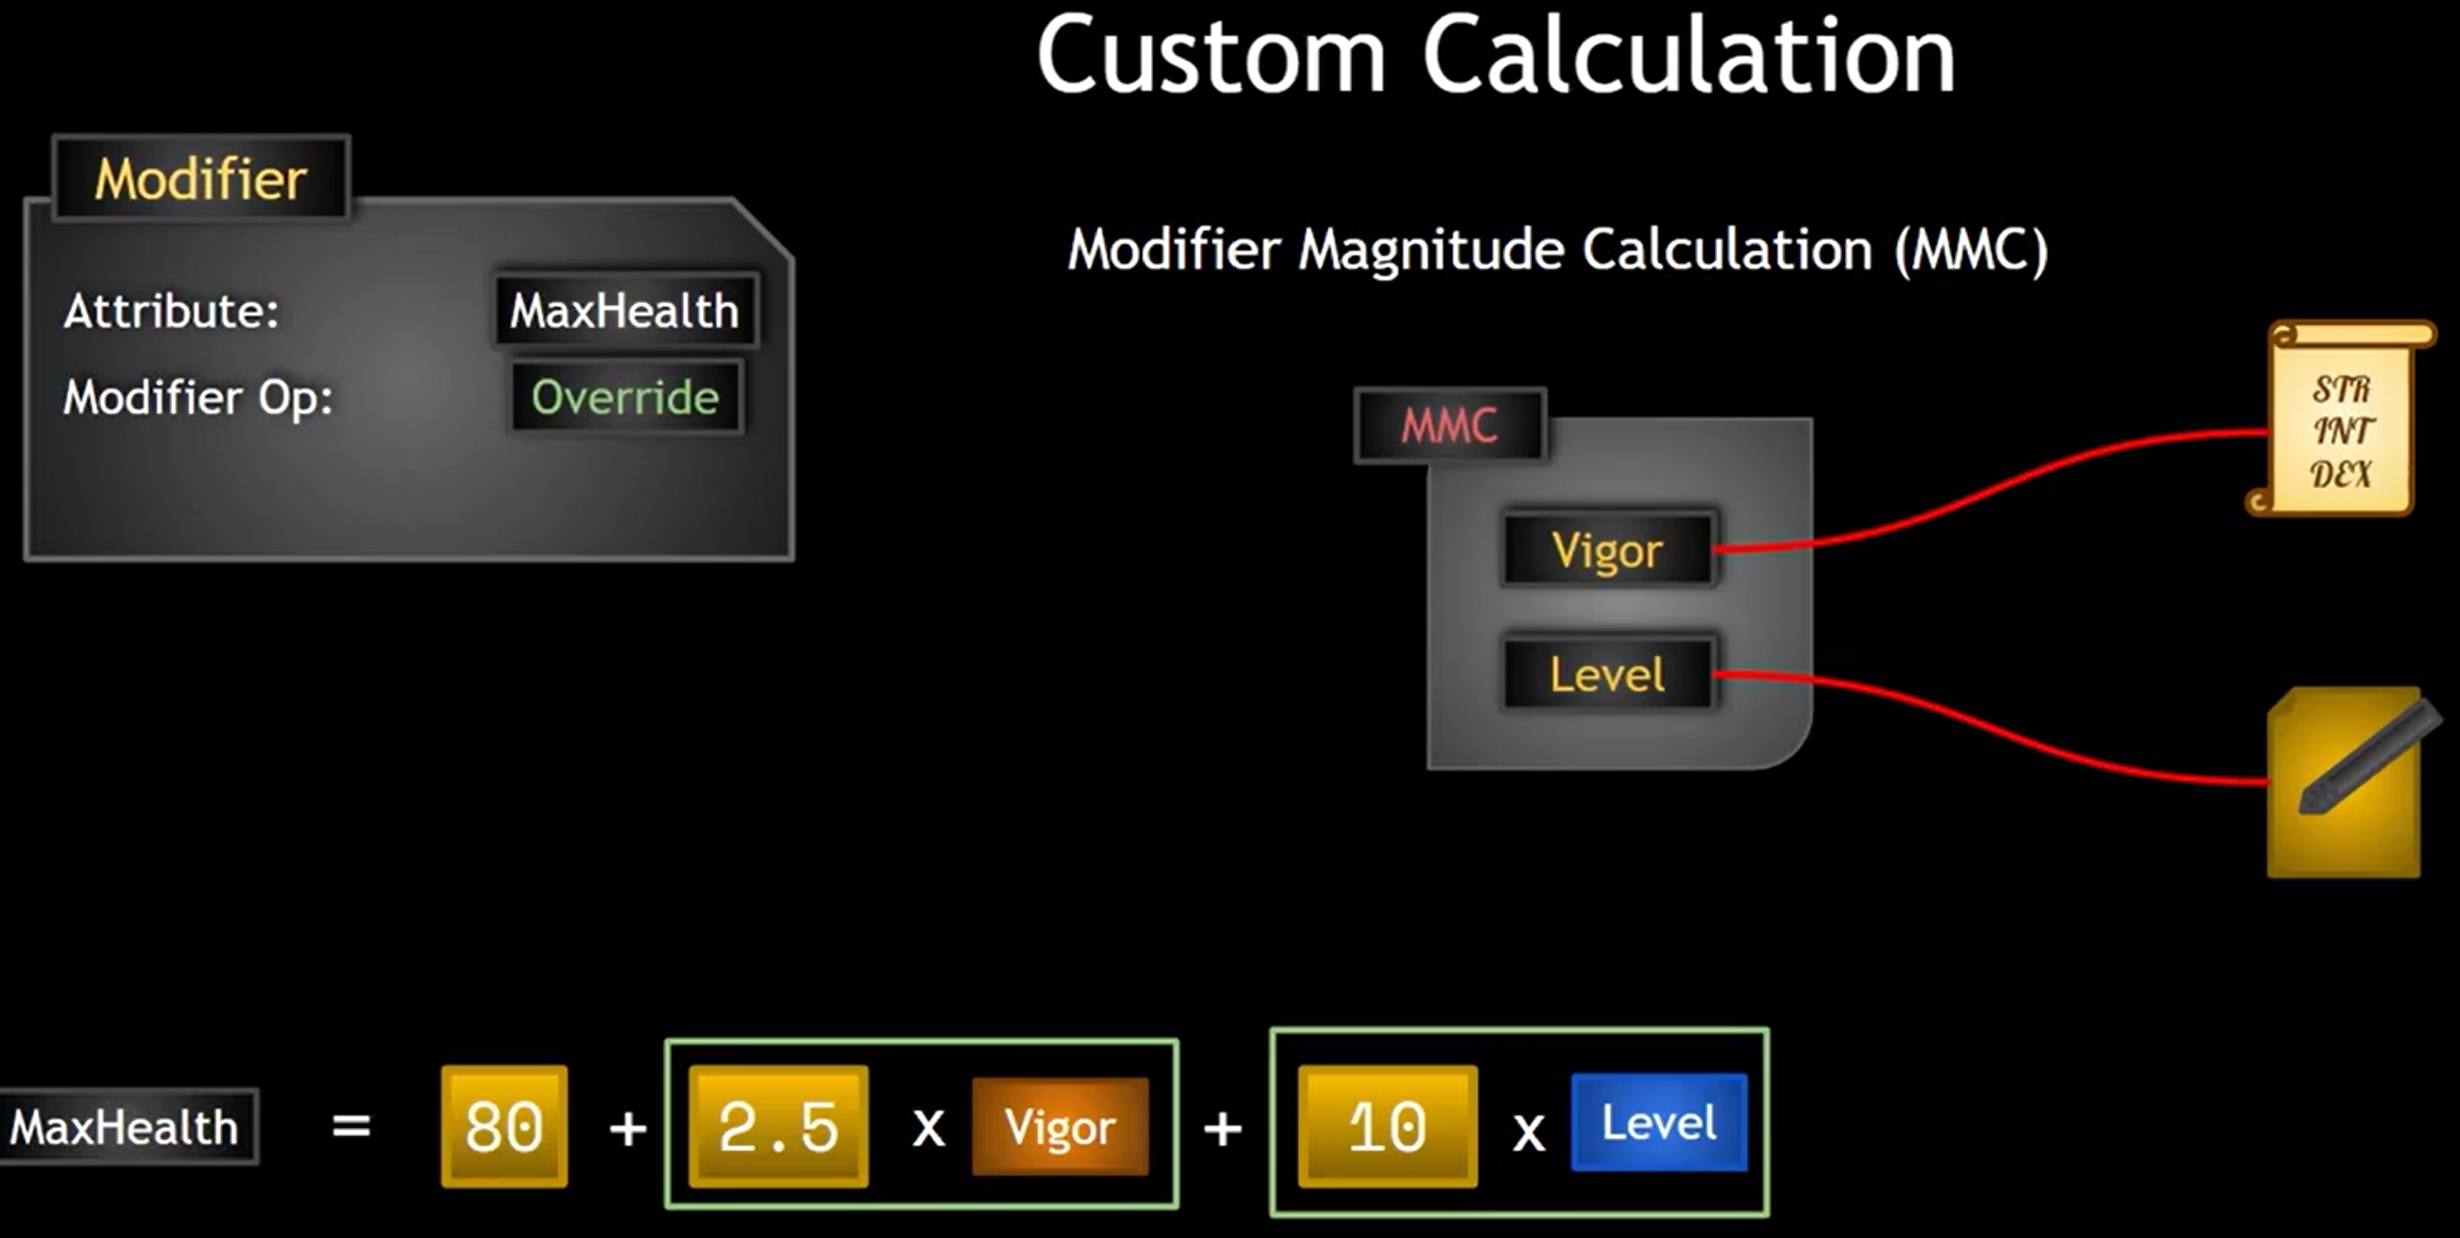 Custom Calculation
Modifier
Attribute: MaxHealth
Modifier Op: Override
Modifier Magnitude Calculation (MMC)
MMC
Vigor
Level
STR
INT
DEX
MaxHealth = 80 + 2.5 x Vigor + 10 x Level